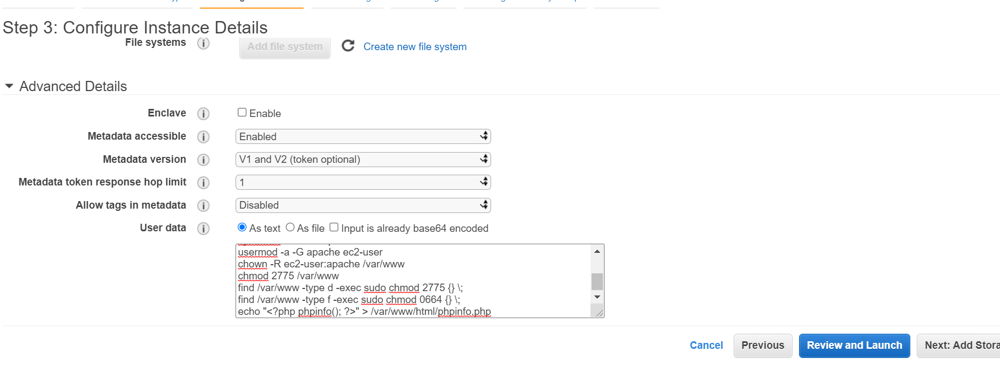 Step 3: Configure Instance Details
File systems
Add file system
Create new file system
Advanced Details
Enclave
Enable
Metadata accessible
Enabled
Metadata version
V1 and V2 (token optional)
Metadata token response hop limit
1
Allow tags in metadata
Disabled
User data
As text As file Input is already base64 encoded
usermod -a -G apache ec2-user
chown -R ec2-user:apache /var/www
chmod 2775 /var/www
find /var/www -type d -exec sudo chmod 2775 {} \;
find /var/www -type f -exec sudo chmod 0664 {} \;
echo "<?php phpinfo(); ?>" > /var/www/html/phpinfo.php
Cancel
Previous
Review and Launch
Next: Add Stora